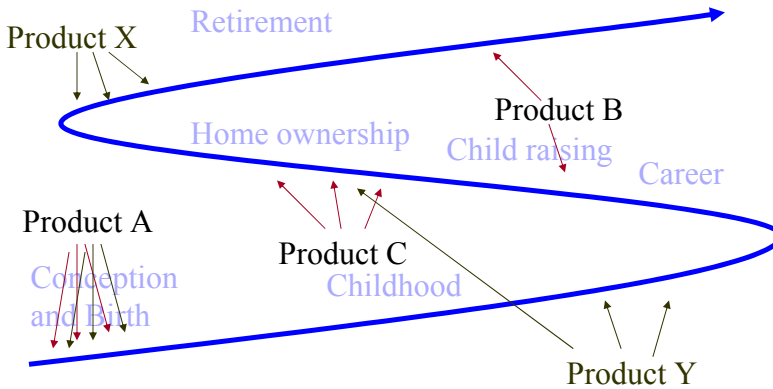 Retirement
Product X
Product B
Home ownership
Child raising
Career
Product A
Product C
Conception
and Birth
Childhood
Product Y